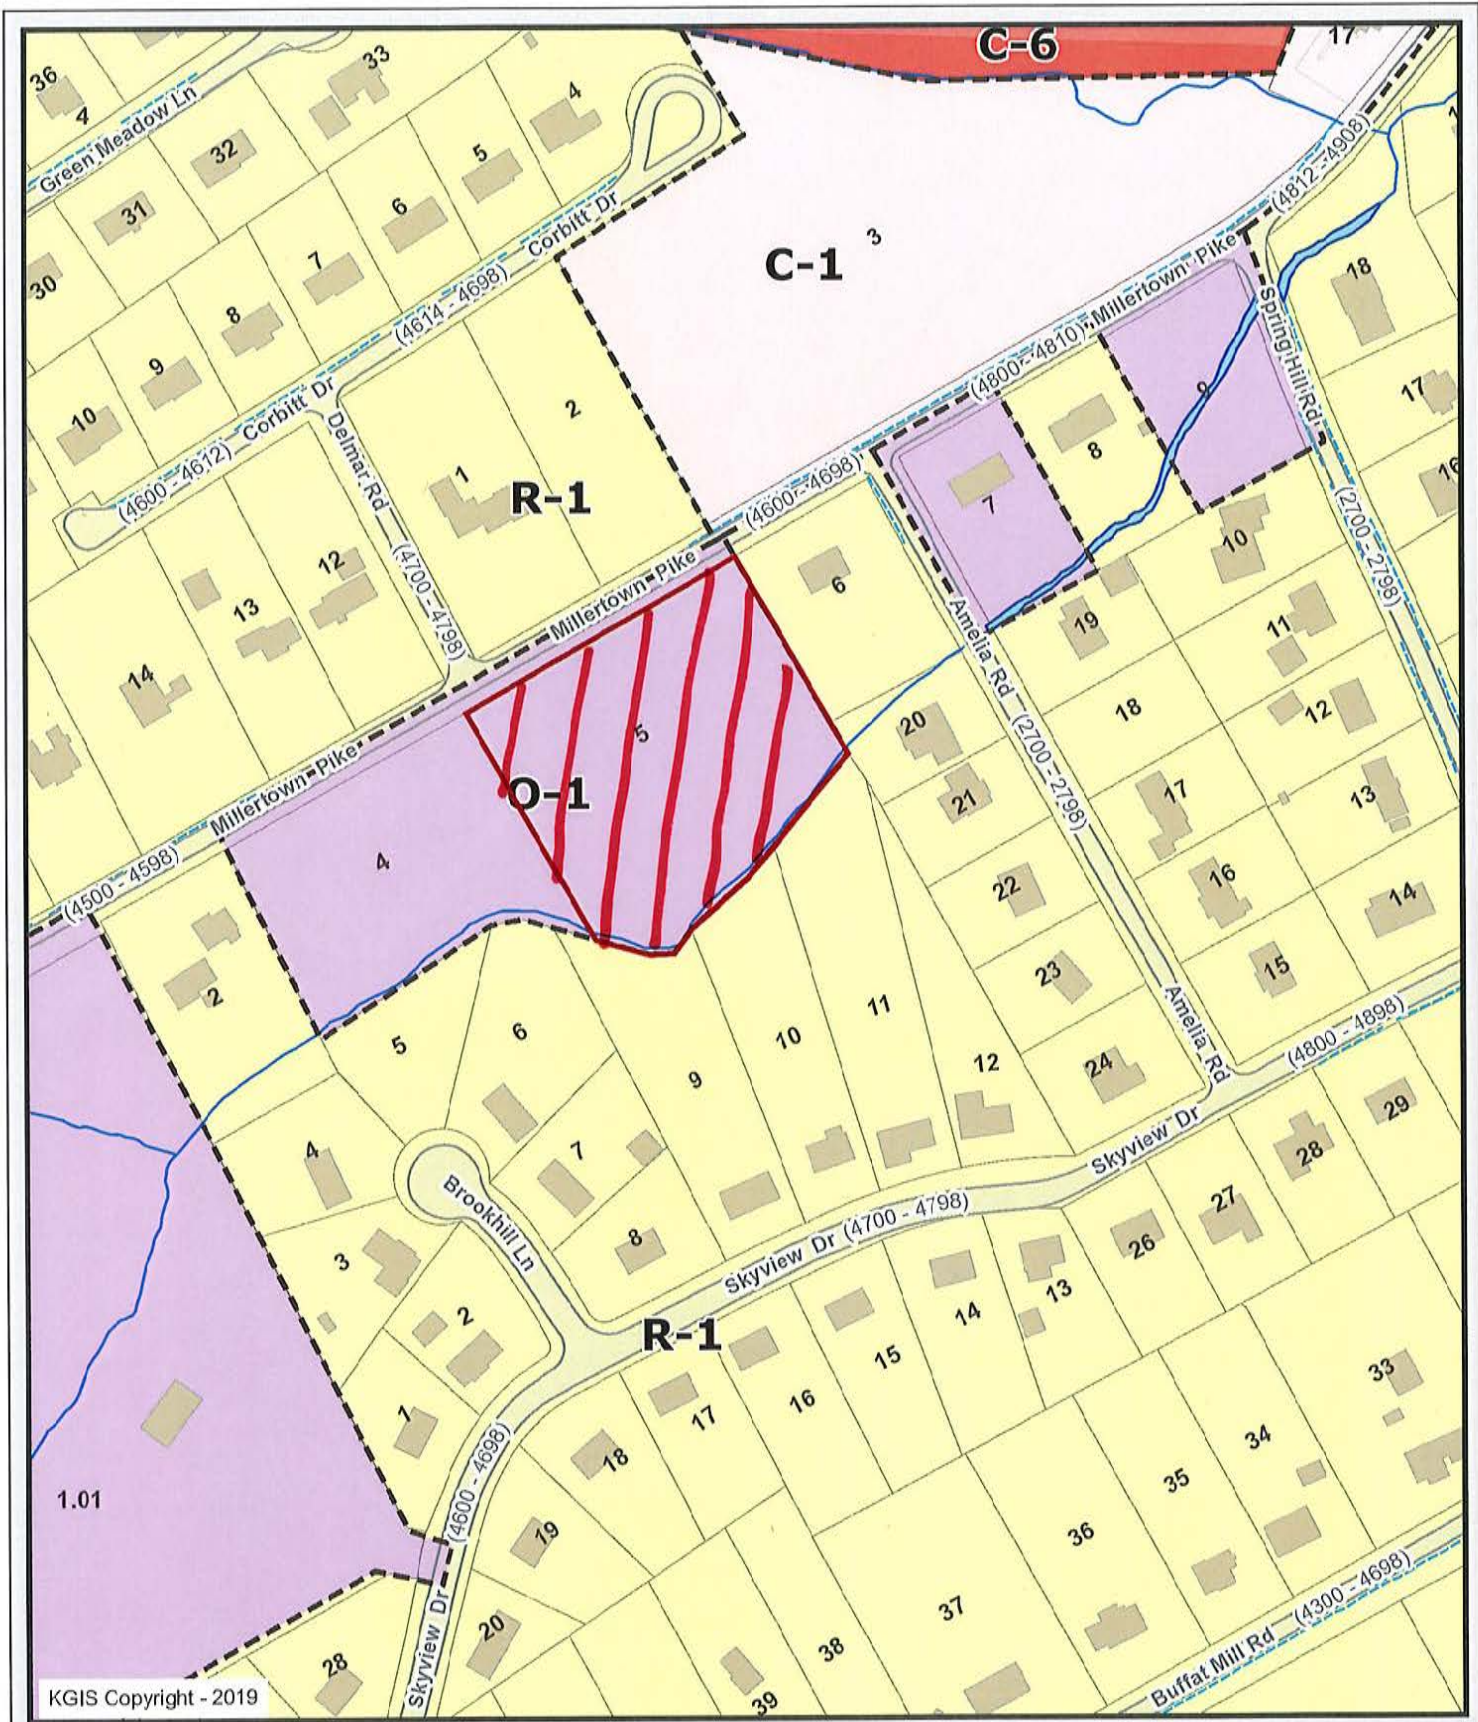 C-6
17
36
4
33
4
Green Meadow Ln
32
5
(4812 - 4908)
31
6
Corbitt Dr
C-1
3
Millertown Pike
30
7
(4614 - 4698)
18
8
Spring Hill Rd
9
(4800 - 4810)
10
Corbitt Dr
2
9
17
(4600 - 4612)
Delmar Rd
1
R-1
8
16
(4600 - 4698)
7
(2700 - 2798)
12
(4700 - 4798)
Millertown Pike
6
10
13
Amelia Rd
19
11
14
5
20
(2700 - 2798)
18
12
Millertown Pike
O-1
21
17
13
4
(4500 - 4598)
22
16
14
2
23
15
5
6
10
11
Amelia Rd
(4800 - 4898)
9
12
24
4
7
Skyview Dr
29
Brookhill Ln
28
3
8
Skyview Dr
(4700 - 4798)
27
26
2
R-1
14
13
15
1
17
16
33
(4600 - 4698)
18
34
35
1.01
19
36
Skyview Dr
20
37
(4300 - 4698)
38
Buffat Mill Rd
28
39
KGIS Copyright - 2019